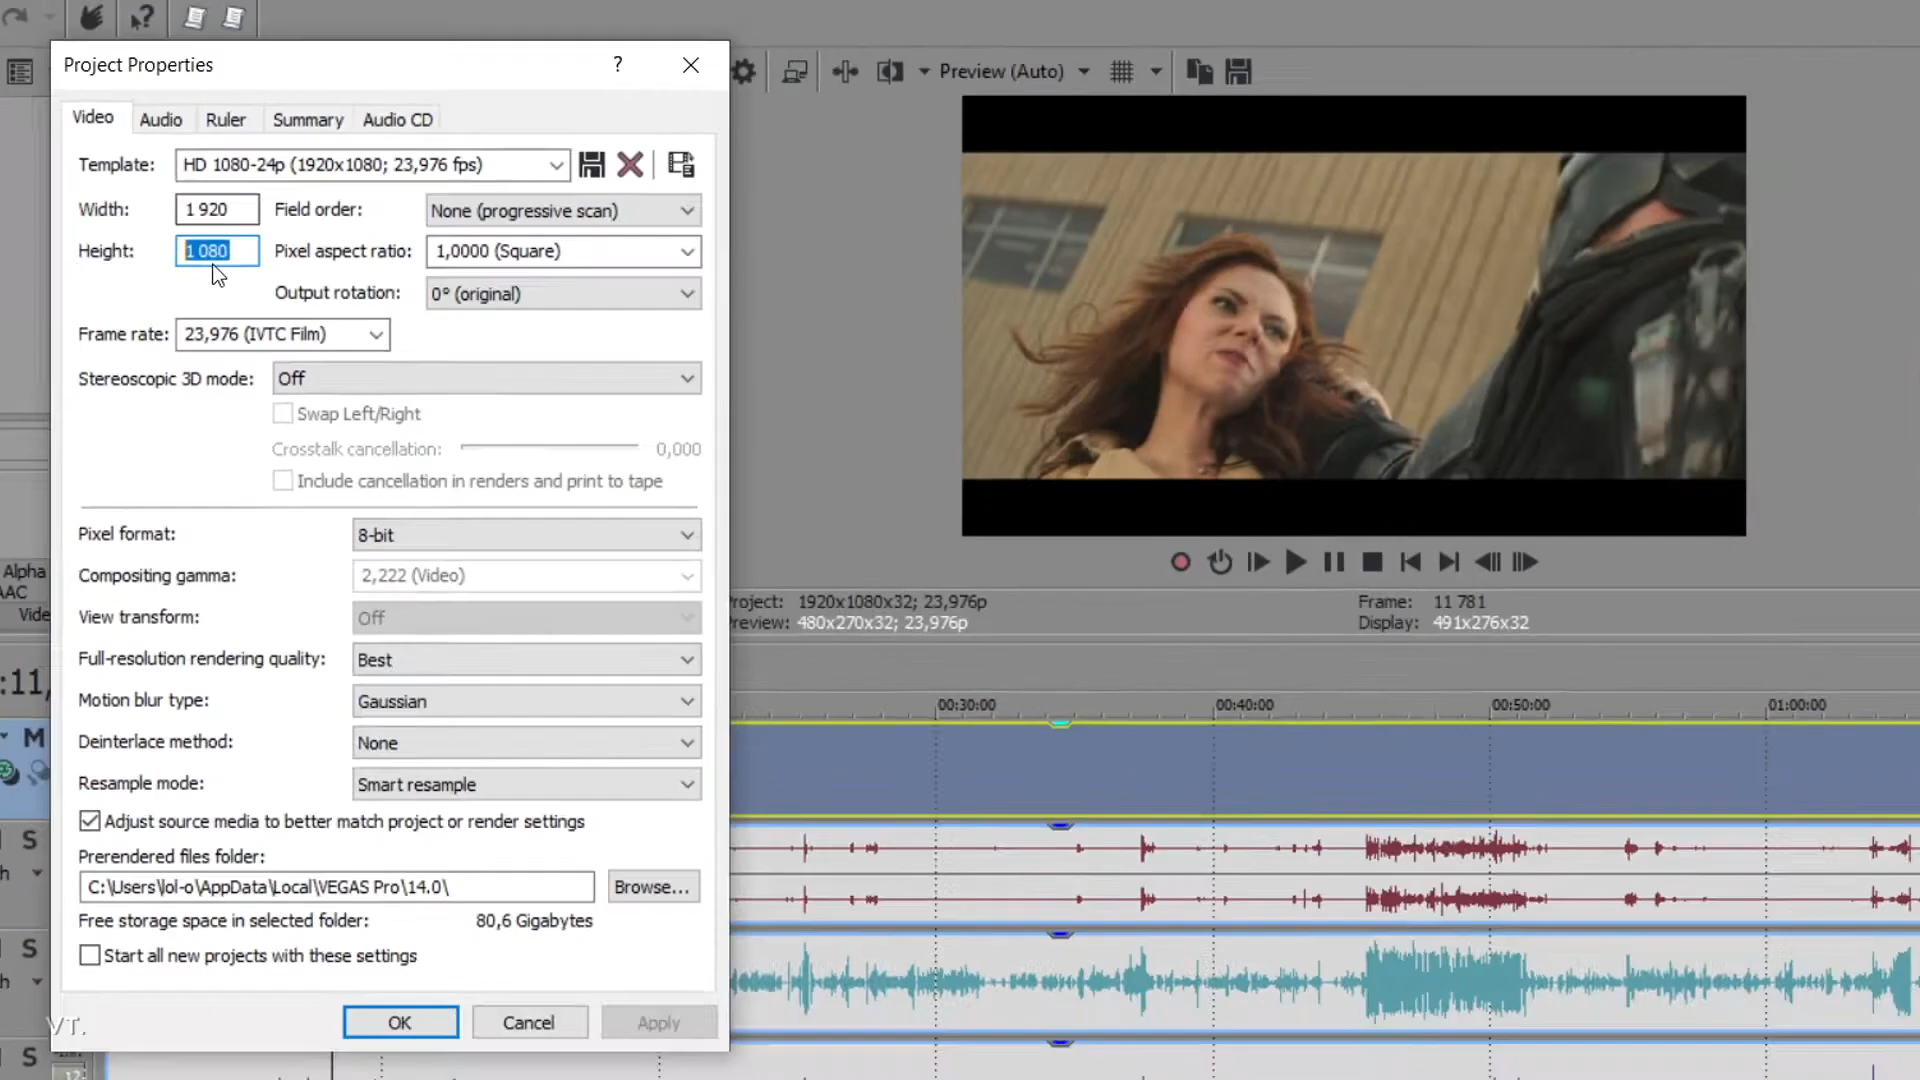 Project Properties
?
Preview (Auto)
Video
Audio
Ruler
Summary
Audio CD
Template:
HD 1080-24p (1920x1080; 23,976 fps)
Width:
1 920
Field order:
None (progressive scan)
Height:
1 080
Pixel aspect ratio:
1,0000 (Square)
Output rotation:
0° (original)
Frame rate:
23,976 (IVTC Film)
Stereoscopic 3D mode:
Off
Swap Left/Right
Crosstalk cancellation:
0,000
Include cancellation in renders and print to tape
Pixel format:
8-bit
Compositing gamma:
2,222 (Video)
View transform:
Off
Full-resolution rendering quality:
Best
Motion blur type:
Gaussian
Deinterlace method:
None
Resample mode:
Smart resample
Adjust source media to better match project or render settings
Prerendered files folder:
C:\Users\lol-o\AppData\Local\VEGAS Pro\14.0\
Browse...
Free storage space in selected folder:
80,6 Gigabytes
Start all new projects with these settings
OK
Cancel
Apply
Alpha
AAC
Vide
:11,
M
S
h
S
h
S
12
VT.
roject: 1920x1080x32; 23,976p
review: 480x270x32; 23,976p
Frame: 11 781
Display: 491x276x32
00:30:00
00:40:00
00:50:00
01:00:00